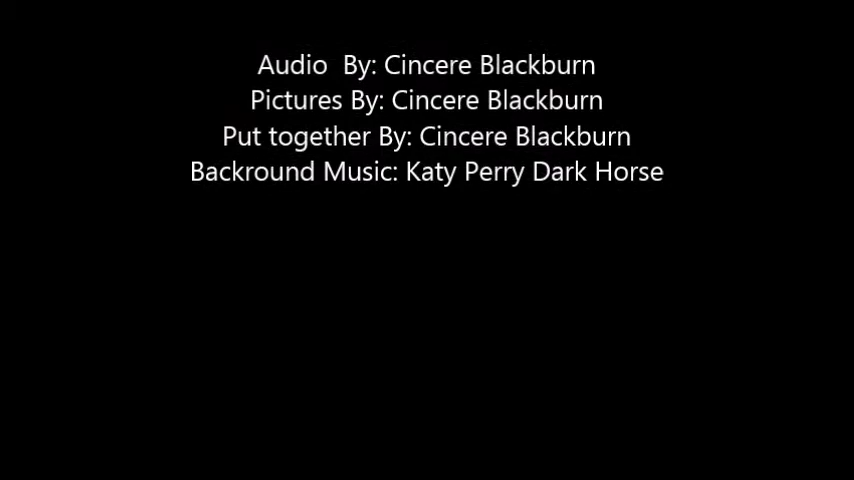 Audio  By: Cincere Blackburn
Pictures By: Cincere Blackburn
Put together By: Cincere Blackburn
Backround Music: Katy Perry Dark Horse